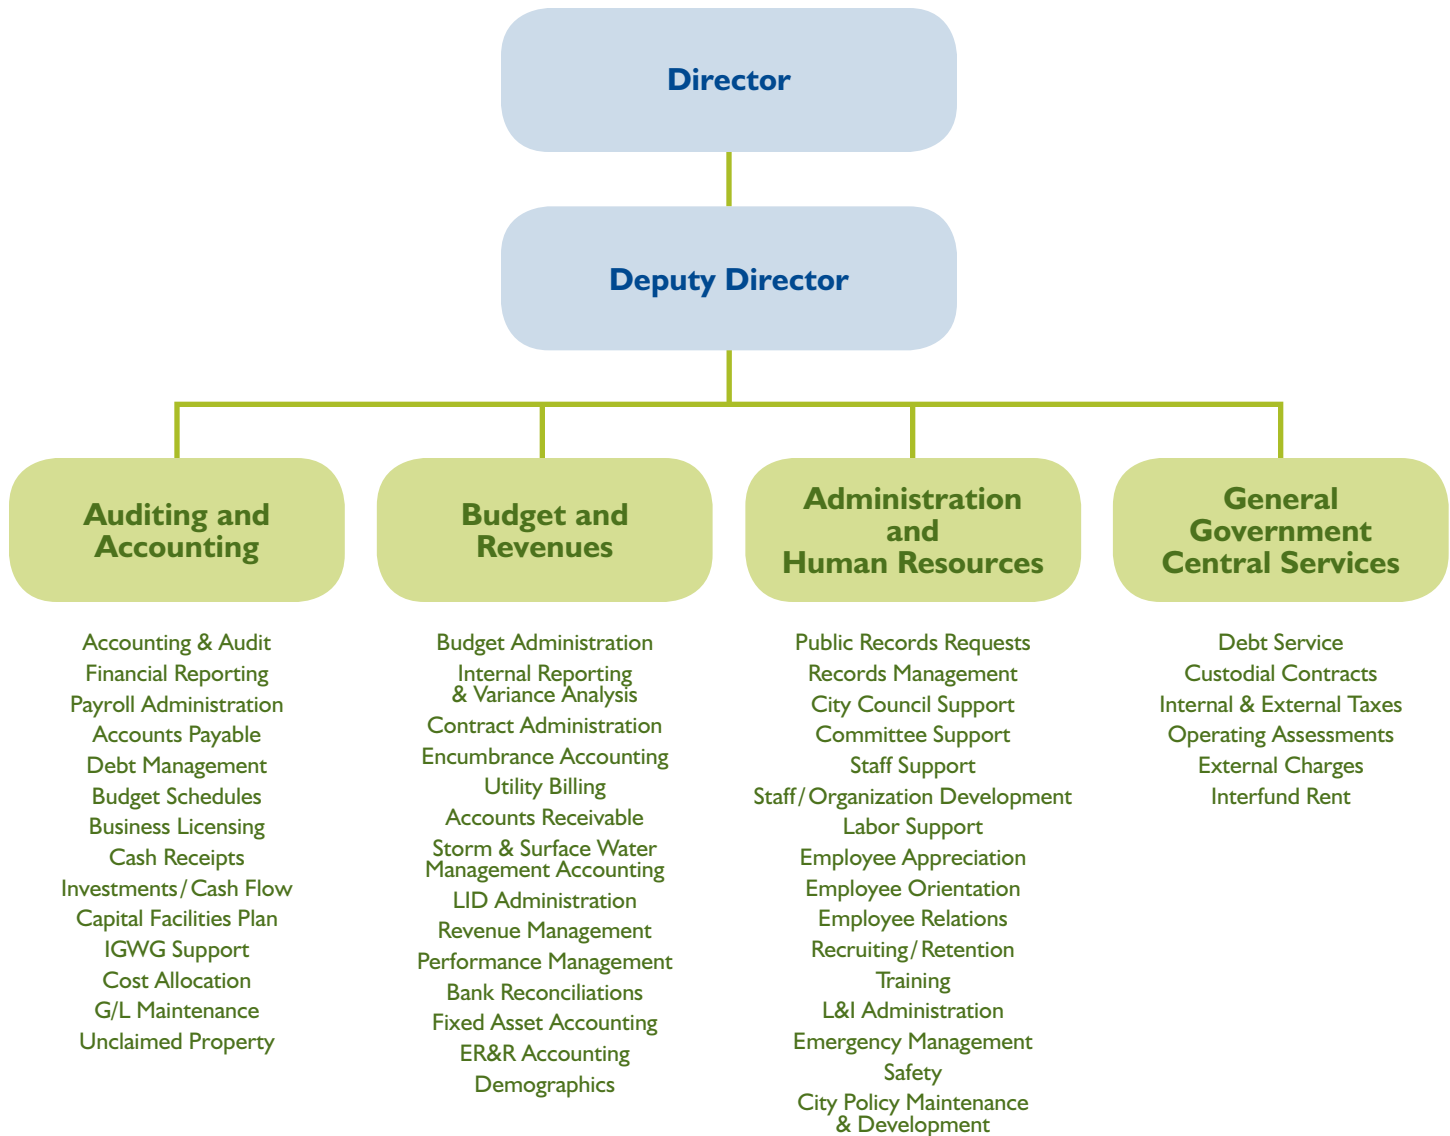 Director
Deputy Director
Auditing and
Accounting
Accounting & Audit
Financial Reporting
Payroll Administration
Accounts Payable
Debt Management
Budget Schedules
Business Licensing
Cash Receipts
Investments/Cash Flow
Capital Facilities Plan
IGWG Support
Cost Allocation
G/L Maintenance
Unclaimed Property
Budget and
Revenues
Budget Administration
Internal Reporting
& Variance Analysis
Contract Administration
Encumbrance Accounting
Utility Billing
Accounts Receivable
Storm & Surface Water
Management Accounting
LID Administration
Revenue Management
Performance Management
Bank Reconciliations
Fixed Asset Accounting
ER&R Accounting
Demographics
Administration
and
Human Resources
Public Records Requests
Records Management
City Council Support
Committee Support
Staff Support
Staff/Organization Development
Labor Support
Employee Appreciation
Employee Orientation
Employee Relations
Recruiting/Retention
Training
L&I Administration
Emergency Management
Safety
City Policy Maintenance
& Development
General
Government
Central Services
Debt Service
Custodial Contracts
Internal & External Taxes
Operating Assessments
External Charges
Interfund Rent